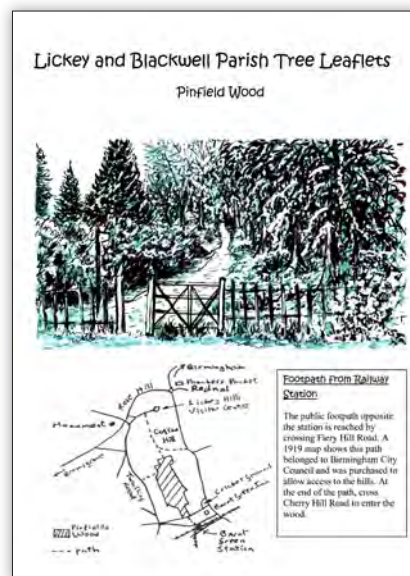 Lickey and Blackwell Parish Tree Leaflets
Pinfield Wood
Birmingham
Rednal
Rose Hill
Lickey Hills
Visitor Centre
Monument
Cofton
Hill
Cricket ground
Barnt
Green
Station
Pinfields
Wood
path
Footpath from Railway
Station
The public footpath opposite
the station is reached by
crossing Fiery Hill Road. A
1919 map shows this path
belonged to Birmingham City
Council and was purchased to
allow access to the hills. At
the end of the path, cross
Cherry Hill Road to enter the
wood.